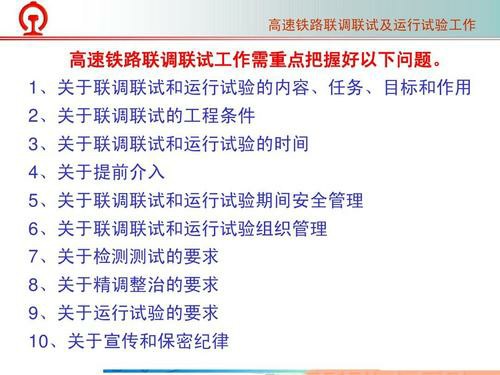 高速铁路联调联试及运行试验工作
高速铁路联调联试工作需重点把握好以下问题。
1、关于联调联试和运行试验的内容、任务、目标和作用
2、关于联调联试的工程条件
3、关于联调联试和运行试验的时间
4、关于提前介入
5、关于联调联试和运行试验期间安全管理
6、关于联调联试和运行试验组织管理
7、关于检测测试的要求
8、关于精调整治的要求
9、关于运行试验的要求
10、关于宣传和保密纪律